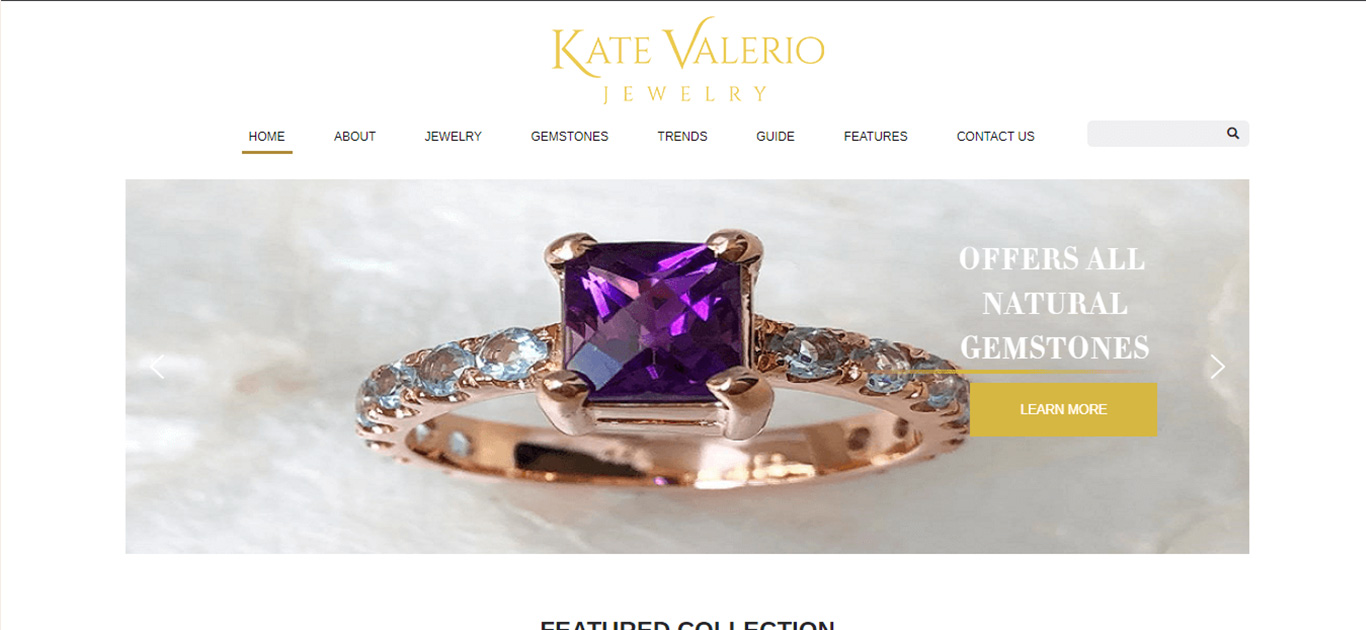 KATE VALERIO
JEWELRY
HOME ABOUT JEWELRY GEMSTONES TRENDS GUIDE FEATURES CONTACT US
OFFERS ALL
NATURAL
GEMSTONES
LEARN MORE
FEATURED COLLECTION